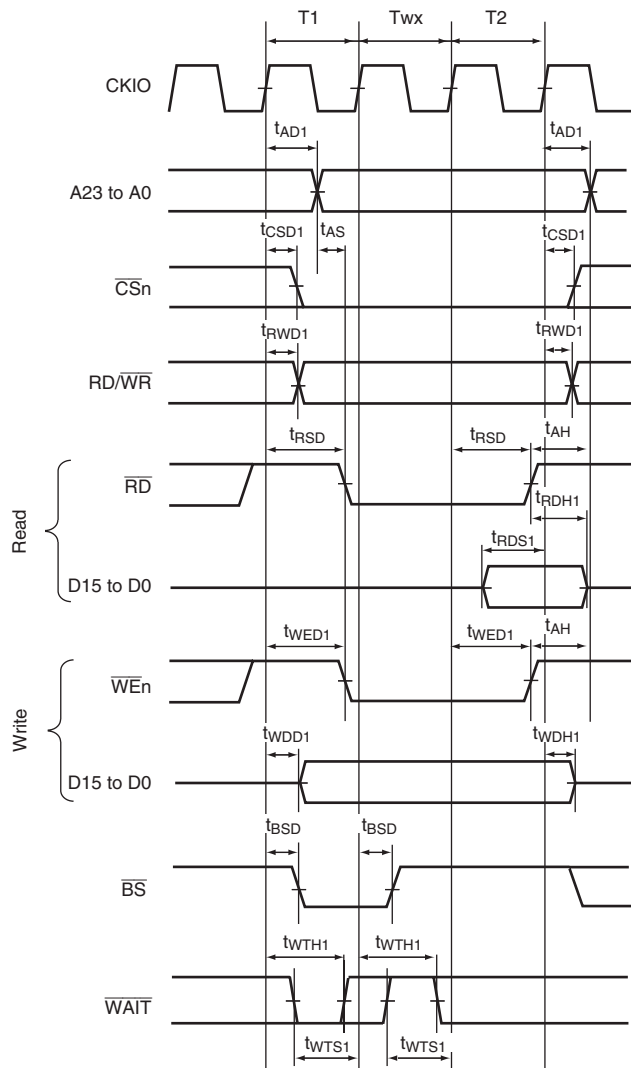 T1 Twx T2
CKIO
tAD1 tAD1
A23 to A0
tCSD1 tAS tCSD1
CSn
tRWD1 tRWD1
RD/WR
tRSD tRSD tAH
RD
tRDH1
tRDS1
Read
D15 to D0
tWED1 tWED1 tAH
WEn
Write
tWDD1 tWDH1
D15 to D0
tBSD tBSD
BS
tWTH1 tWTH1
WAIT
tWTS1 tWTS1